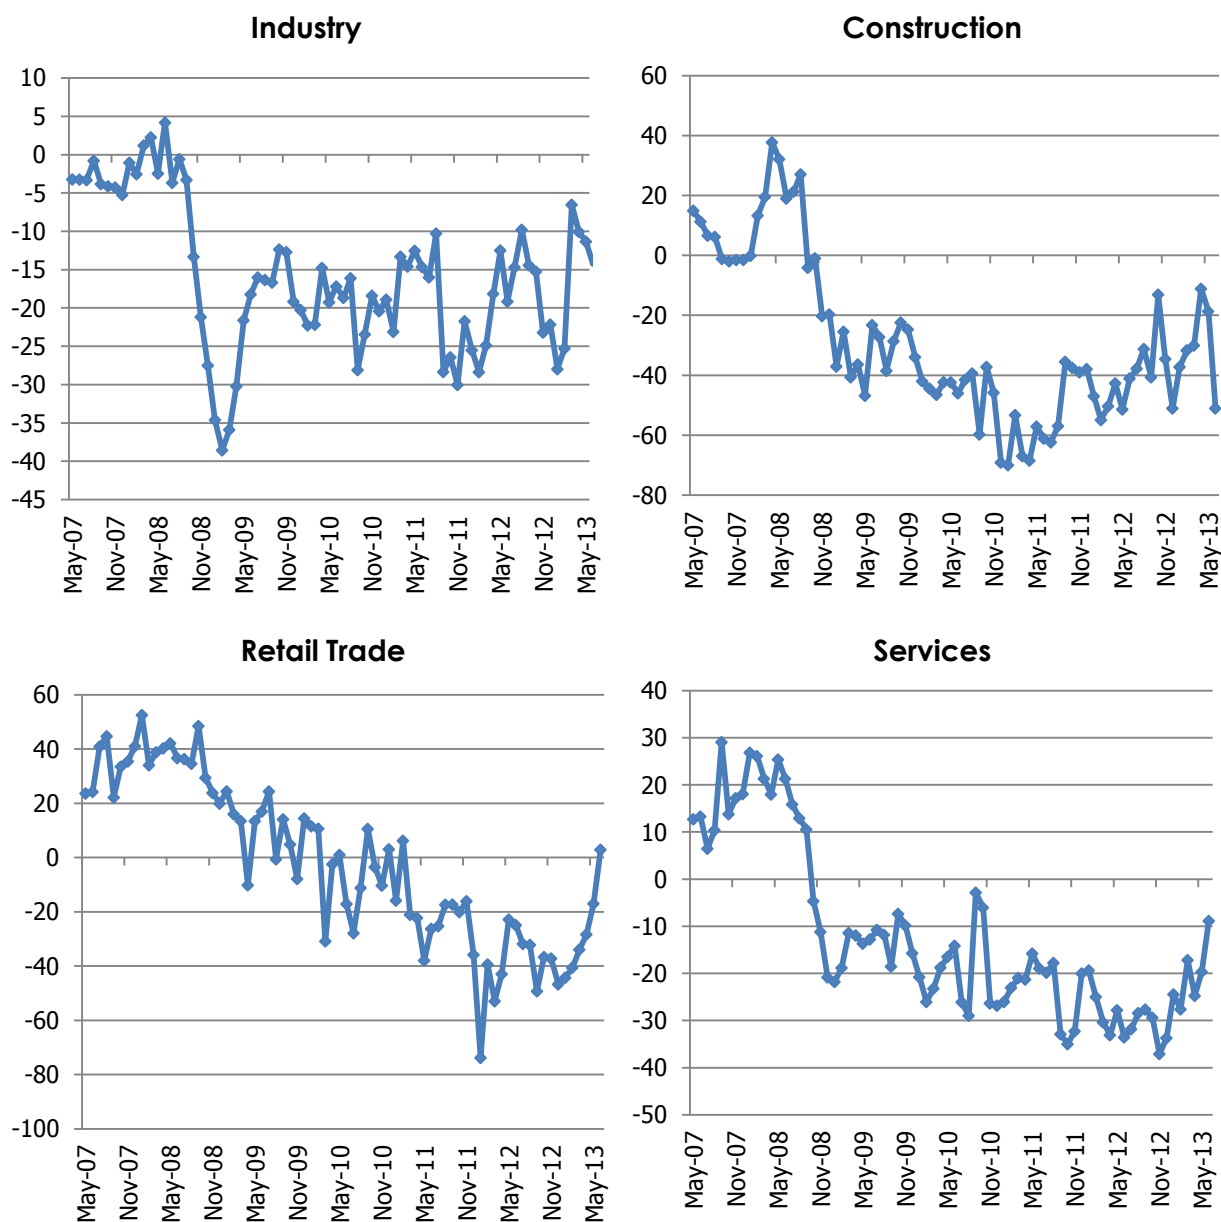 Industry
10
5
0
-5
-10
-15
-20
-25
-30
-35
-40
-45
May-07
Nov-07
May-08
Nov-08
May-09
Nov-09
May-10
Nov-10
May-11
Nov-11
May-12
Nov-12
May-13
Construction
60
40
20
0
-20
-40
-60
-80
May-07
Nov-07
May-08
Nov-08
May-09
Nov-09
May-10
Nov-10
May-11
Nov-11
May-12
Nov-12
May-13
Retail Trade
60
40
20
0
-20
-40
-60
-80
-100
May-07
Nov-07
May-08
Nov-08
May-09
Nov-09
May-10
Nov-10
May-11
Nov-11
May-12
Nov-12
May-13
Services
40
30
20
10
0
-10
-20
-30
-40
-50
May-07
Nov-07
May-08
Nov-08
May-09
Nov-09
May-10
Nov-10
May-11
Nov-11
May-12
Nov-12
May-13